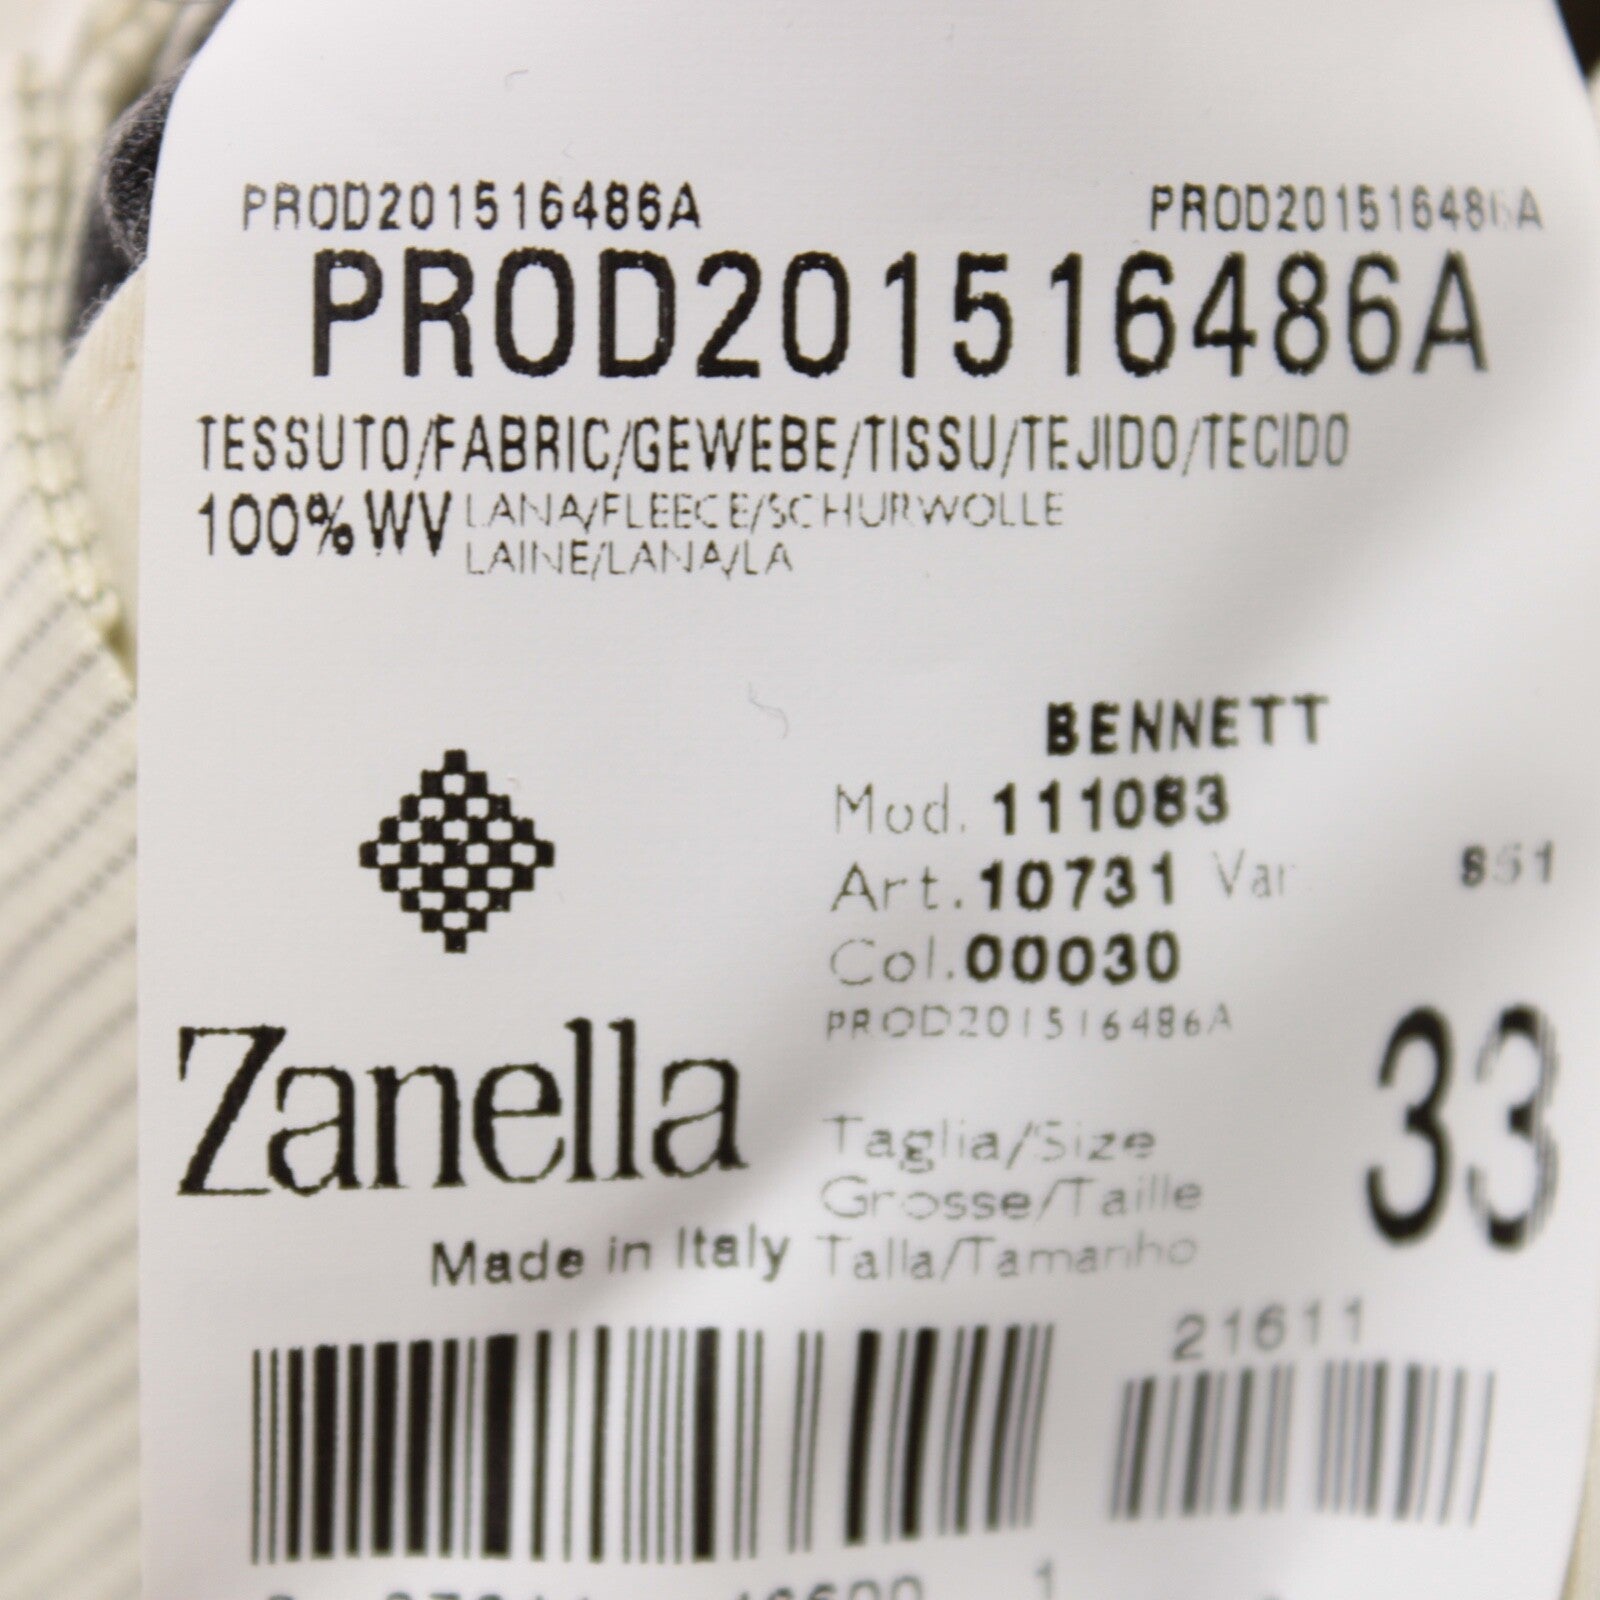 PROD201516486A PROD201516486A
PROD201516486A
TESSUTO/FABRIC/GEWEBE/TISSU/TEJIDO/TECIDO
100% WV LANA/FLEECE/SCHURWOLLE
LAINE/LANA/LA
BENNETT
Mod. 111083
Art. 10731 Var
Col. 00030
PROD201516486A
33
Zanella
Made in Italy
Taglia/Size
Grosse/Taille
Talla/Tamanho
21611